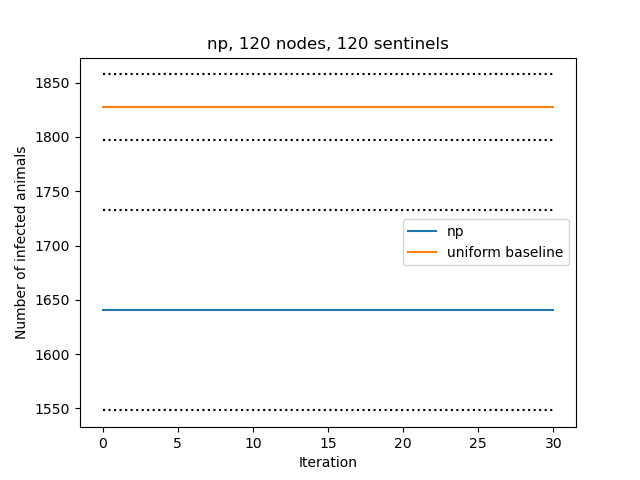 np, 120 nodes, 120 sentinels
1850
1800
1750
1700
1650
1600
1550
Number of infected animals
np
uniform baseline
0 5 10 15 20 25 30
Iteration